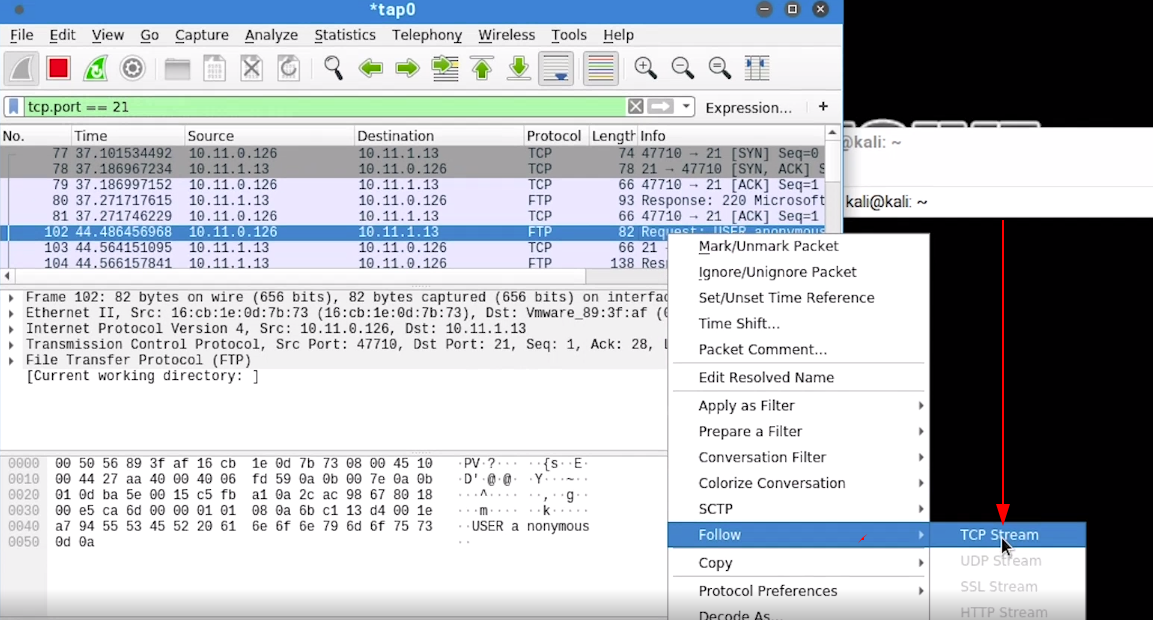 *tap0
File Edit View Go Capture Analyze Statistics Telephony Wireless Tools Help
tcp.port == 21
Expression... +
No. Time Source Destination Protocol Length Info
77 37.101534492 10.11.0.126 10.11.1.13 TCP 74 47710 → 21 [SYN] Seq=0
78 37.186967234 10.11.1.13 10.11.0.126 TCP 78 21 → 47710 [SYN, ACK] S
79 37.186997152 10.11.0.126 10.11.1.13 TCP 66 47710 → 21 [ACK] Seq=1
80 37.271717615 10.11.1.13 10.11.0.126 FTP 93 Response: 220 Microsoft
81 37.271746229 10.11.0.126 10.11.1.13 TCP 66 47710 → 21 [ACK] Seq=1
102 44.486456968 10.11.0.126 10.11.1.13 FTP 82 Request: USER anonymous
103 44.564151095 10.11.1.13 10.11.0.126 TCP 66 21
104 44.566157841 10.11.1.13 10.11.0.126 FTP 138 Res
@kali: ~
kali@kali: ~
Frame 102: 82 bytes on wire (656 bits), 82 bytes captured (656 bits) on interfac
Ethernet II, Src: 16:cb:1e:0d:7b:73 (16:cb:1e:0d:7b:73), Dst: Vmware_89:3f:af (
Internet Protocol Version 4, Src: 10.11.0.126, Dst: 10.11.1.13
Transmission Control Protocol, Src Port: 47710, Dst Port: 21, Seq: 1, Ack: 28, L
File Transfer Protocol (FTP)
[Current working directory: ]
0000 00 50 56 89 3f af 16 cb 1e 0d 7b 73 08 00 45 10 ·PV·?··· ··{s··E·
0010 00 44 27 aa 40 00 40 06 fd 59 0a 0b 00 7e 0a 0b ·D'·@·@· ·Y···~··
0020 01 0d ba 5e 00 15 c5 fb a1 0a 2c ac 98 67 80 18 ···^···· ··,··g··
0030 00 e5 ca 6d 00 00 01 01 08 0a 6b c1 13 d4 00 1e ···m···· ··k·····
0040 a7 94 55 53 45 52 20 61 6e 6f 6e 79 6d 6f 75 73 ··USER a nonymous
0050 0d 0a ··
Mark/Unmark Packet
Ignore/Unignore Packet
Set/Unset Time Reference
Time Shift...
Packet Comment...
Edit Resolved Name
Apply as Filter
Prepare a Filter
Conversation Filter
Colorize Conversation
SCTP
Follow
Copy
Protocol Preferences
Decode As...
TCP Stream
UDP Stream
SSL Stream
HTTP Stream